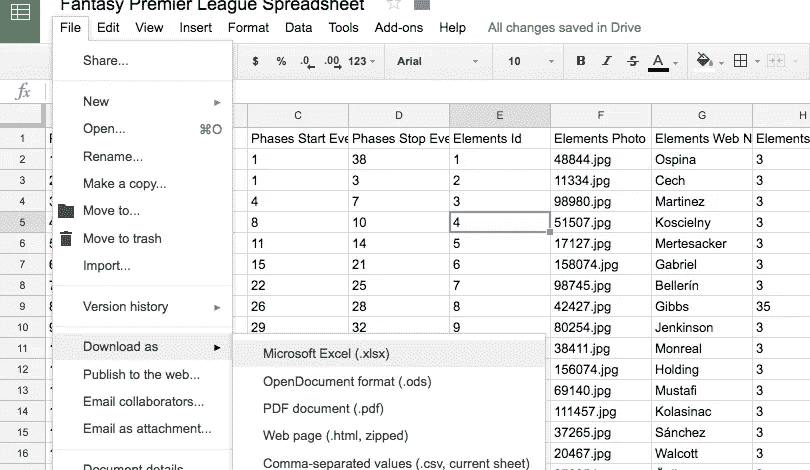 Fantasy Premier League Spreadsheet
File Edit View Insert Format Data Tools Add-ons Help All changes saved in Drive
$ % .0 .00 123 Arial 10 B I S A
Share...
New
Open... ⌘O
Rename...
Make a copy...
Move to...
Move to trash
Import...
Version history
Download as
Publish to the web...
Email collaborators...
Email as attachment...
Document details
Microsoft Excel (.xlsx)
OpenDocument format (.ods)
PDF document (.pdf)
Web page (.html, zipped)
Comma-separated values (.csv, current sheet)
fx
C D E F G H
1 Phases Start Eve Phases Stop Eve Elements Id Elements Photo Elements Web N Elements
2 1 38 1 48844.jpg Ospina 3
3 1 3 2 11334.jpg Cech 3
4 4 7 3 98980.jpg Martinez 3
5 8 10 4 51507.jpg Koscielny 3
6 11 14 5 17127.jpg Mertesacker 3
7 15 21 6 158074.jpg Gabriel 3
8 22 25 7 98745.jpg Bellerín 3
9 26 28 8 42427.jpg Gibbs 35
10 29 32 9 80254.jpg Jenkinson 3
11 38411.jpg Monreal 3
12 156074.jpg Holding 3
13 69140.jpg Mustafi 3
14 111457.jpg Kolasinac 3
15 37265.jpg Sánchez 3
16 20467.jpg Walcott 3